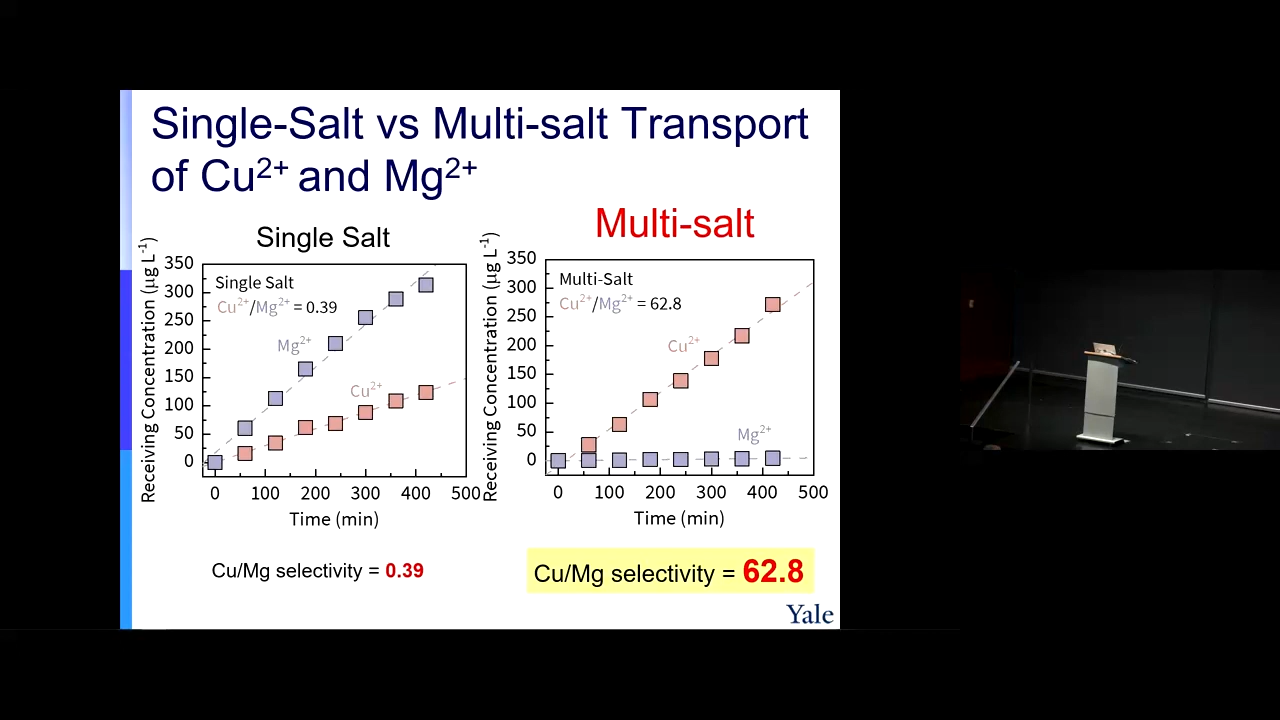 Single-Salt vs Multi-salt Transport
of Cu²⁺ and Mg²⁺
Single Salt
Receiving Concentration (µg L⁻¹)
350
300
250
200
150
100
50
0
Single Salt
Cu²⁺/Mg²⁺ = 0.39
Mg²⁺
Cu²⁺
0 100 200 300 400 500
Time (min)
Cu/Mg selectivity = 0.39
Multi-salt
Receiving Concentration (µg L⁻¹)
350
300
250
200
150
100
50
0
Multi-Salt
Cu²⁺/Mg²⁺ = 62.8
Cu²⁺
Mg²⁺
0 100 200 300 400 500
Time (min)
Cu/Mg selectivity = 62.8
Yale